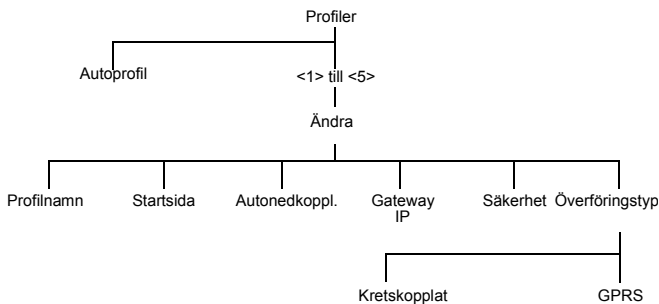 Profiler
Autoprofil
<1> till <5>
Ändra
Profilnamn
Startsida
Autonedkoppl.
Gateway
IP
Säkerhet
Överföringstyp
Kretskopplat
GPRS